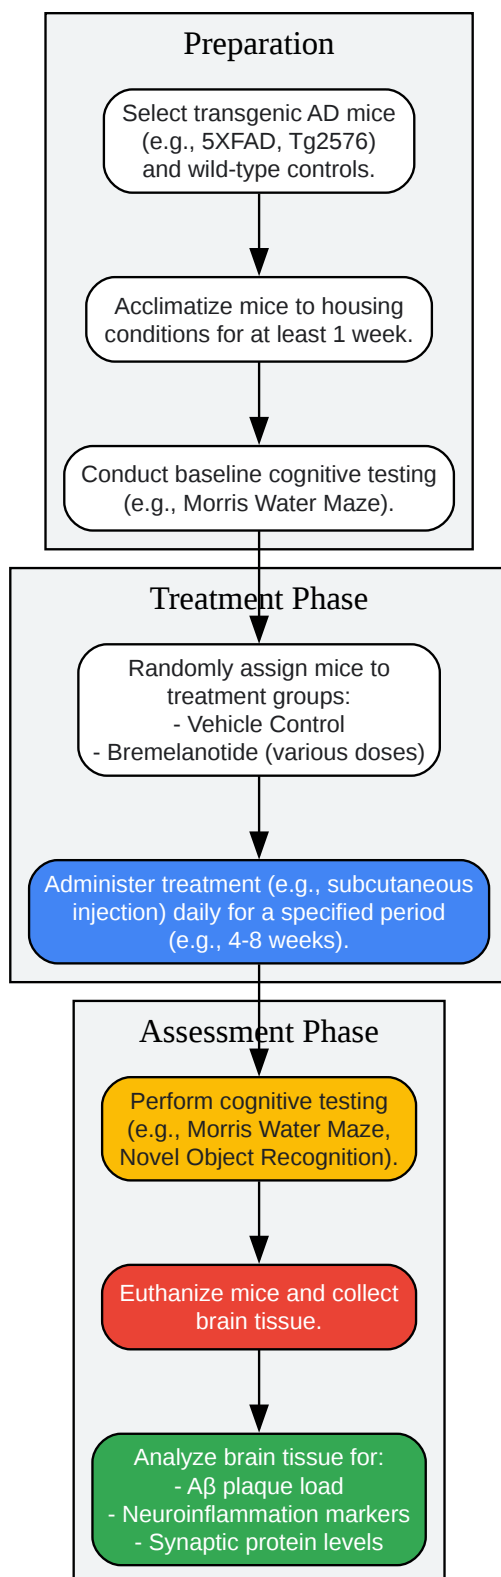 Preparation
Select transgenic AD mice
(e.g., 5XFAD, Tg2576)
and wild-type controls.
Acclimatize mice to housing
conditions for at least 1 week.
Conduct baseline cognitive testing
(e.g., Morris Water Maze).
Treatment Phase
Randomly assign mice to
treatment groups:
- Vehicle Control
- Bremelanotide (various doses)
Administer treatment (e.g., subcutaneous
injection) daily for a specified period
(e.g., 4-8 weeks).
Assessment Phase
Perform cognitive testing
(e.g., Morris Water Maze,
Novel Object Recognition).
Euthanize mice and collect
brain tissue.
Analyze brain tissue for:
- Aβ plaque load
- Neuroinflammation markers
- Synaptic protein levels